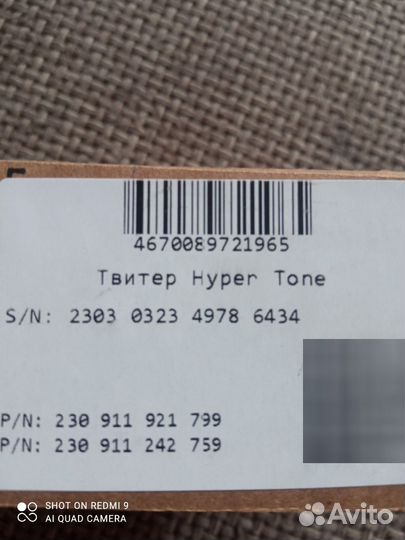 4670089721965
Твитер Hyper Tone
S/N: 2303 0323 4978 6434
P/N: 230 911 921 799
P/N: 230 911 242 759
SHOT ON REDMI 9
AI QUAD CAMERA
Avito